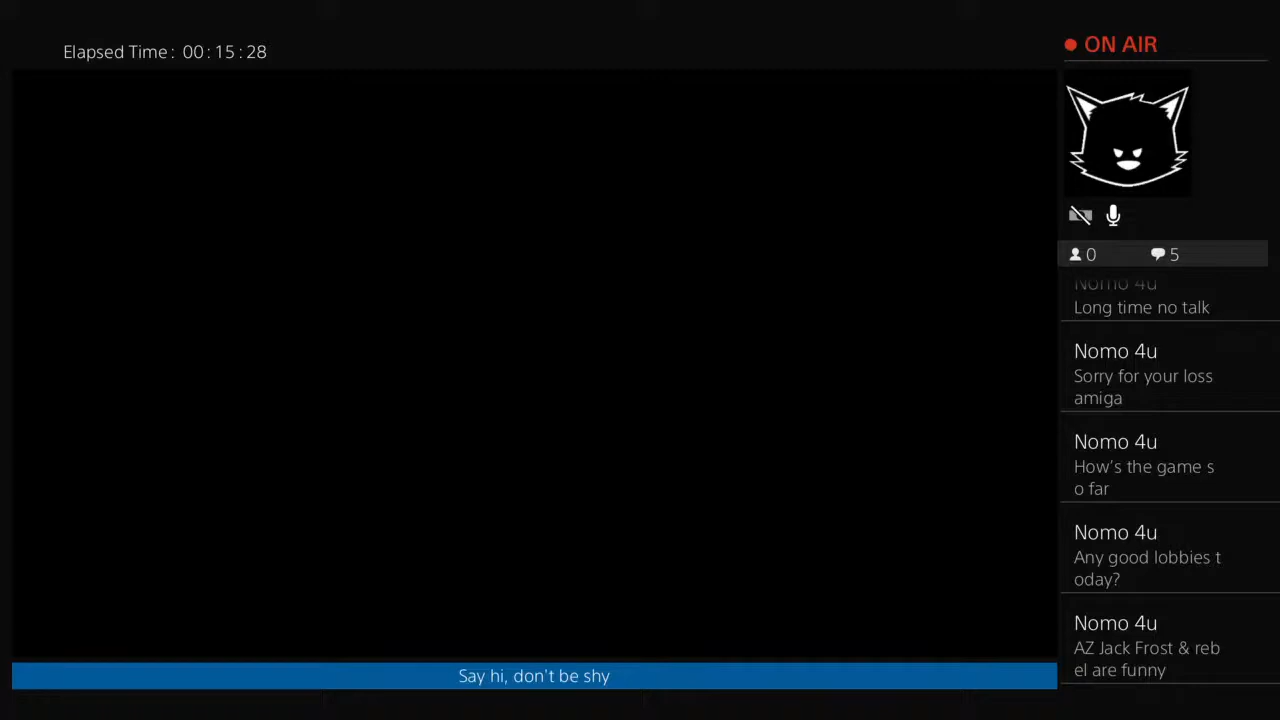 Elapsed Time: 00:15:28
ON AIR
0
5
Nomo 4u
Long time no talk
Nomo 4u
Sorry for your loss
amiga
Nomo 4u
How's the game s
o far
Nomo 4u
Any good lobbies t
oday?
Nomo 4u
AZ Jack Frost & reb
el are funny
Say hi, don't be shy